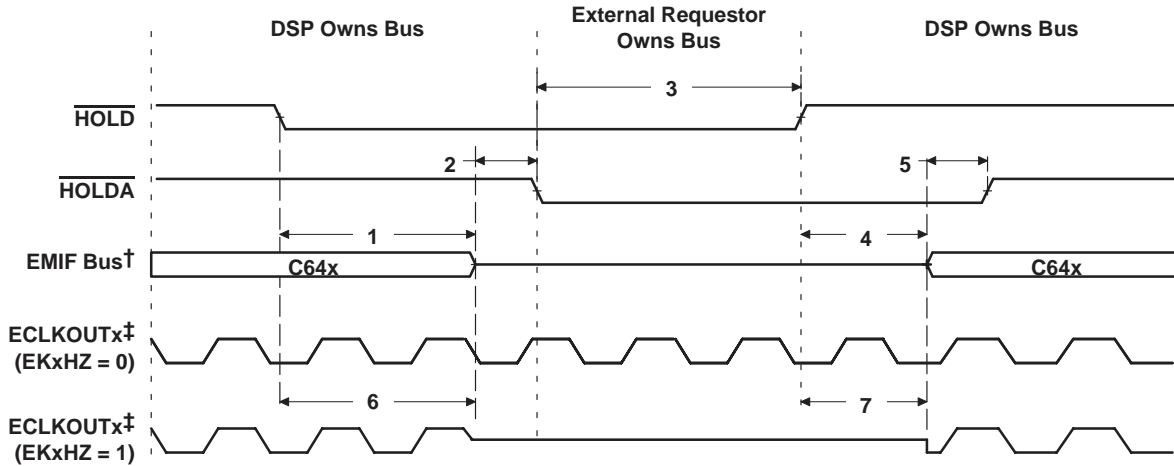 DSP Owns Bus
External Requestor
Owns Bus
DSP Owns Bus
3
HOLD
2
5
HOLDA
1
4
EMIF Bus†
C64x
C64x
ECLKOUTx‡
(EKxHZ = 0)
6
7
ECLKOUTx‡
(EKxHZ = 1)